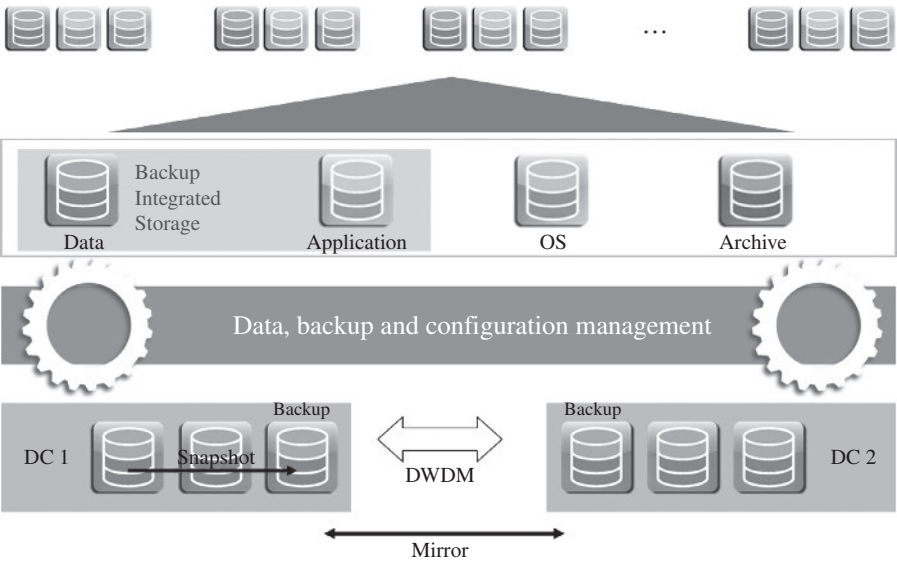 ...
Backup
Integrated
Storage
Data
Application
OS
Archive
Data, backup and configuration management
Backup
Backup
DC 1
Snapshot
DWDM
DC 2
Mirror